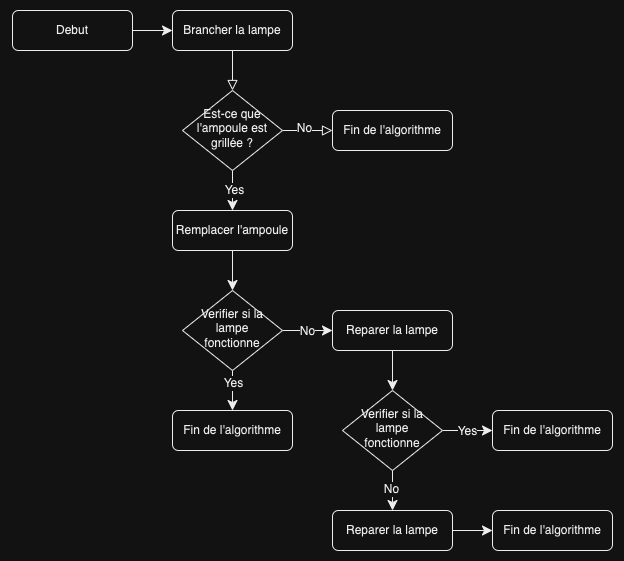 Debut
Brancher la lampe
Est-ce que
l'ampoule est
grillée ?
No
Fin de l'algorithme
Yes
Remplacer l'ampoule
Verifier si la
lampe
fonctionne
No
Reparer la lampe
Yes
Fin de l'algorithme
Verifier si la
lampe
fonctionne
Yes
Fin de l'algorithme
No
Reparer la lampe
Fin de l'algorithme